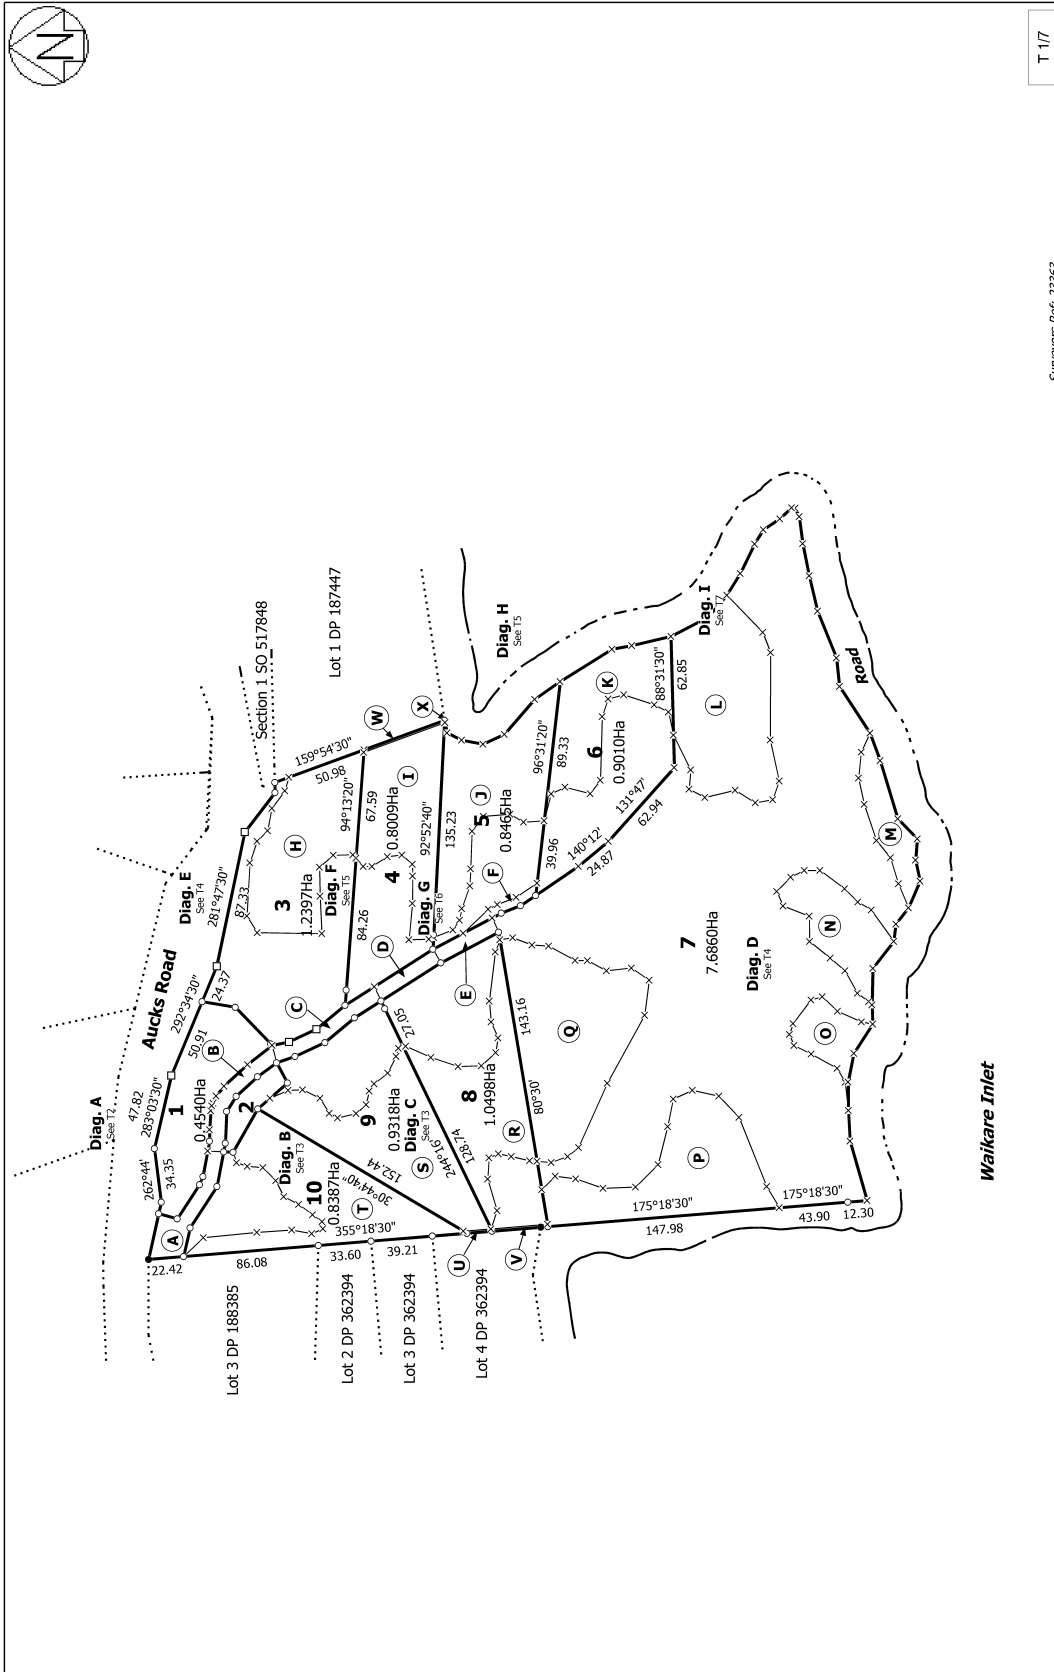 N
T 1/7
Surveyors Ref: 23363
Aucks Road
Diag. A
See T2
Diag. E
See T4
Section 1 SO 517848
Lot 1 DP 187447
262°44'
34.35
47.82
283°03'30"
292°34'30"
50.91
24.37
281°47'30"
87.33
159°54'30"
50.98
1
0.4540Ha
A
B
C
2
3
1.2397Ha
H
Diag. F
See T5
94°13'20"
84.26
67.59
W
X
22.42
86.08
Lot 3 DP 188385
Diag. B
See T3
10
0.8387Ha
T
355°18'30"
33.60
39.21
Lot 2 DP 362394
Lot 3 DP 362394
Lot 4 DP 362394
30°44'40"
152.44
9
0.9318Ha
Diag. C
See T3
S
D
4
0.8009Ha
I
Diag. G
See T6
92°52'40"
135.23
27.05
244°16'
128.74
8
1.0498Ha
R
E
F
5
0.8465Ha
J
Diag. H
See T5
U
V
80°30'
143.16
Q
96°31'20"
39.96
89.33
6
0.9010Ha
K
140°12'
24.87
131°47'
62.94
88°31'30"
62.85
Diag. I
See T7
L
7
7.6860Ha
Diag. D
See T4
M
N
O
P
175°18'30"
147.98
175°18'30"
43.90
12.30
Road
Waikare Inlet